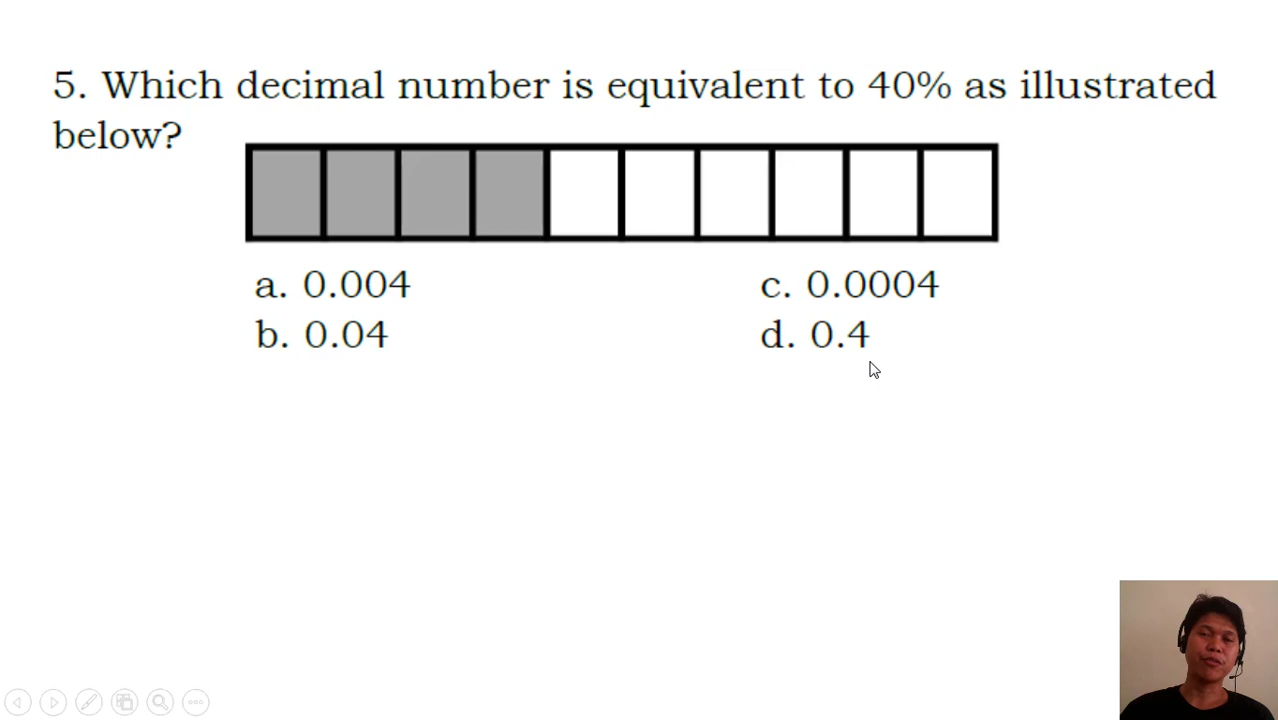 5. Which decimal number is equivalent to 40% as illustrated
below?
a. 0.004
c. 0.0004
b. 0.04
d. 0.4